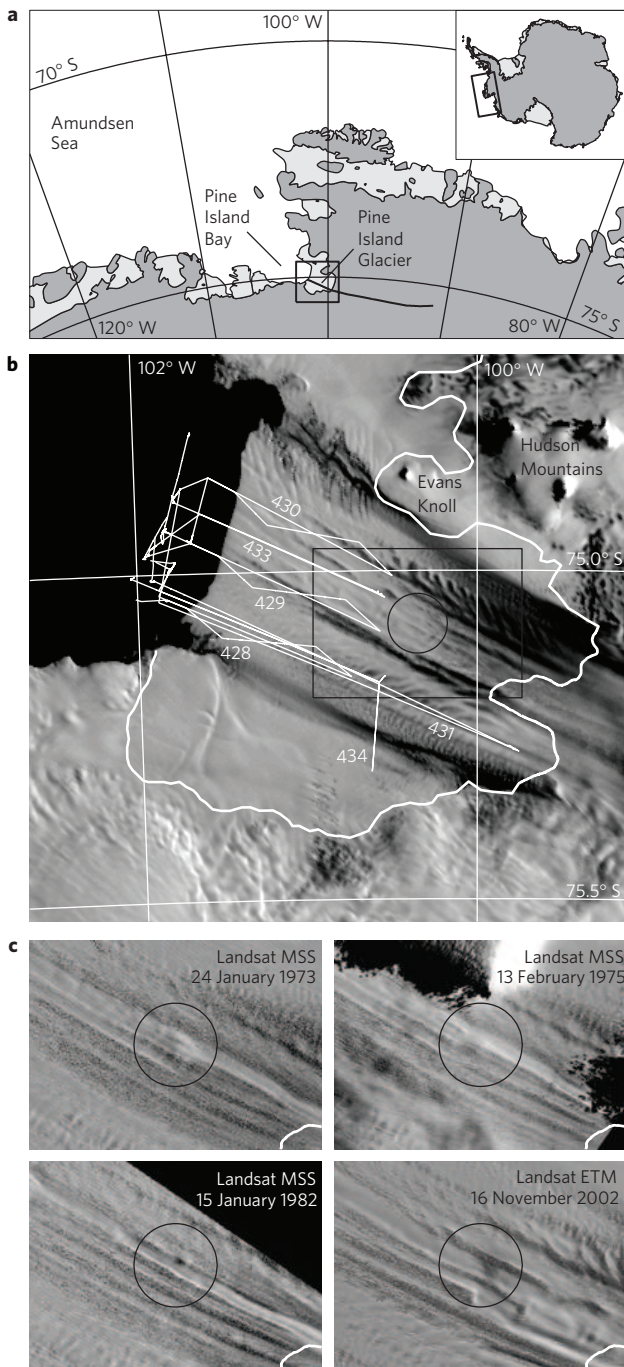 a
100° W
70° S
Amundsen
Sea
Pine
Island
Bay
Pine
Island
Glacier
120° W
80° W
75° S
b
102° W
100° W
Hudson
Mountains
Evans
Knoll
430
433
75.0° S
429
428
431
434
75.5° S
c
Landsat MSS
24 January 1973
Landsat MSS
13 February 1975
Landsat MSS
15 January 1982
Landsat ETM
16 November 2002